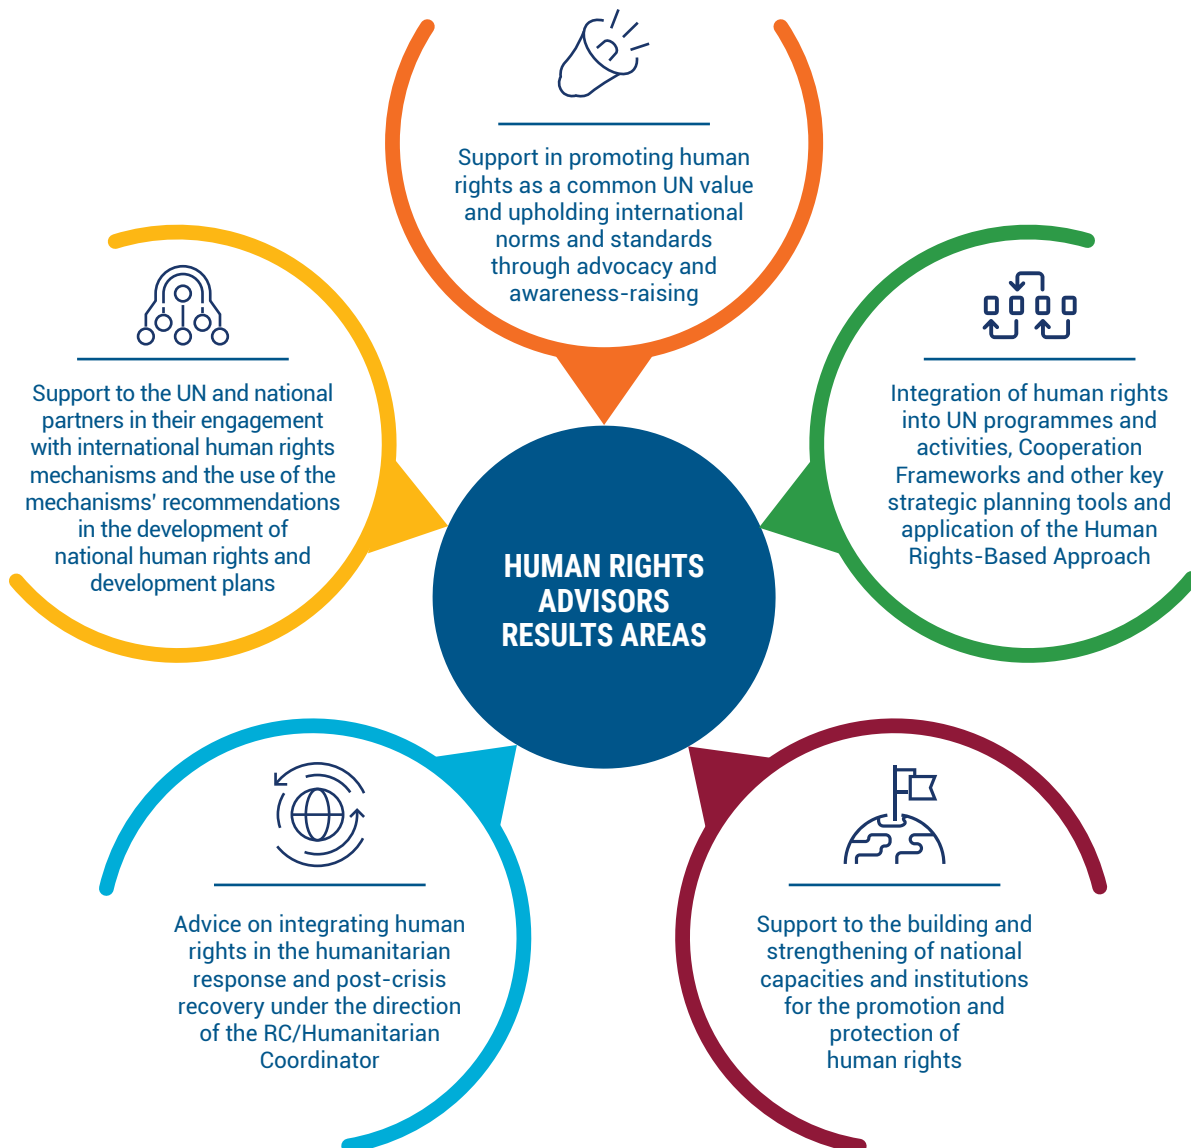 Support in promoting human
rights as a common UN value
and upholding international
norms and standards
through advocacy and
awareness-raising
Support to the UN and national
partners in their engagement
with international human rights
mechanisms and the use of the
mechanisms' recommendations
in the development of
national human rights and
development plans
Integration of human rights
into UN programmes and
activities, Cooperation
Frameworks and other key
strategic planning tools and
application of the Human
Rights-Based Approach
HUMAN RIGHTS
ADVISORS
RESULTS AREAS
Advice on integrating human
rights in the humanitarian
response and post-crisis
recovery under the direction
of the RC/Humanitarian
Coordinator
Support to the building and
strengthening of national
capacities and institutions
for the promotion and
protection of
human rights